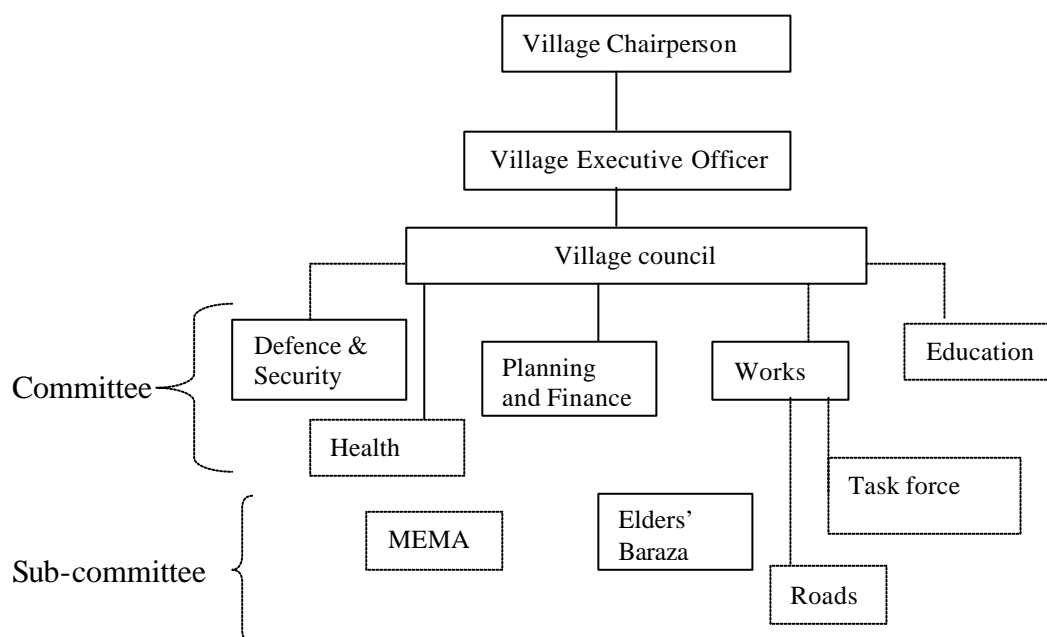 Village Chairperson
Village Executive Officer
Village council
Defence &
Security
Planning
and Finance
Works
Education
Committee
Health
Task force
MEMA
Elders’
Baraza
Sub-committee
Roads